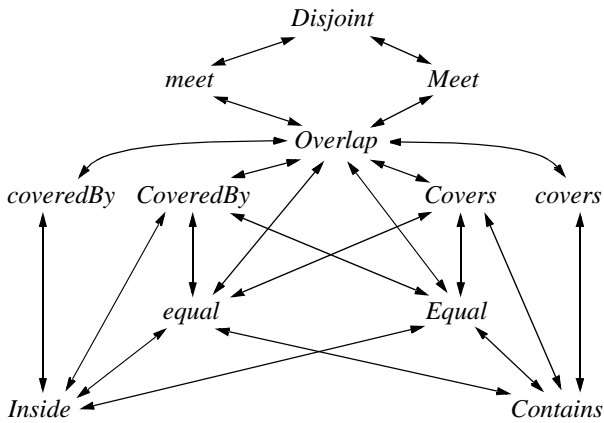 Disjoint
meet Meet
Overlap
coveredBy CoveredBy Covers covers
equal Equal
Inside Contains